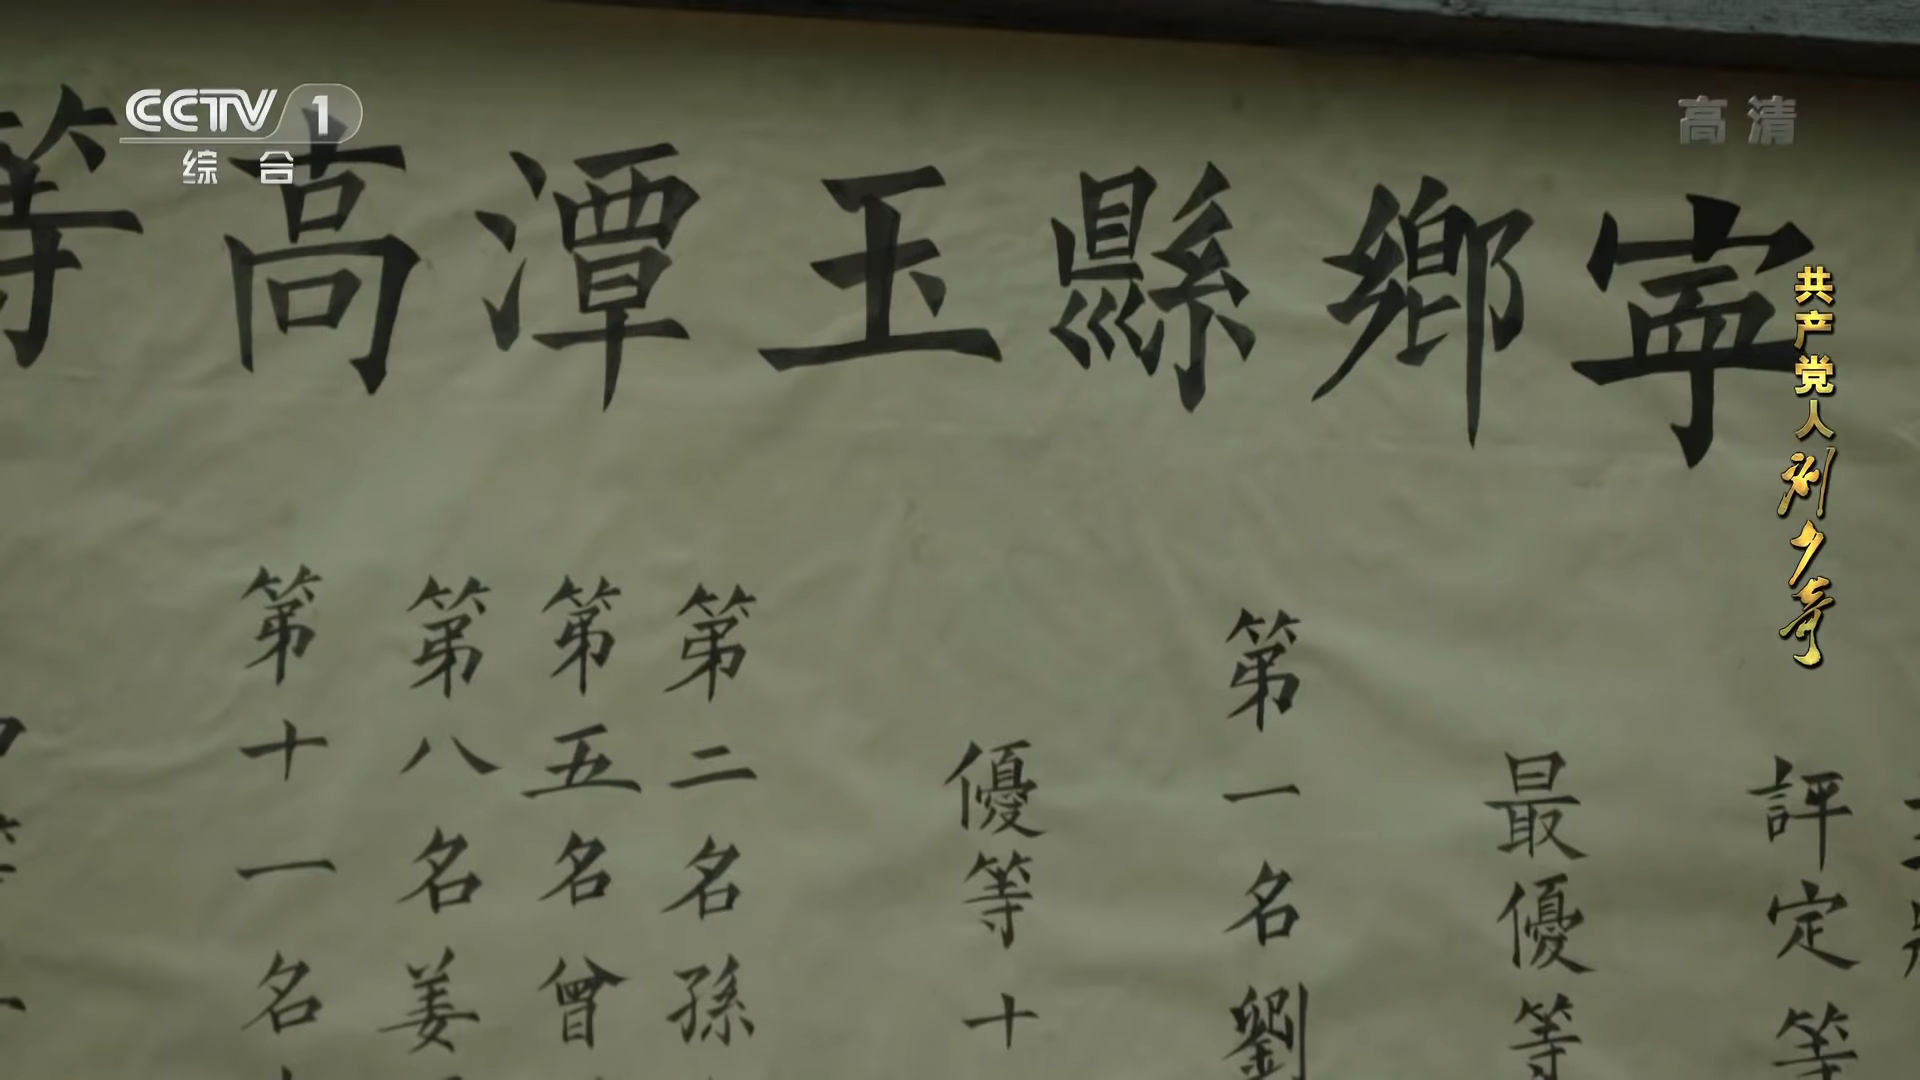 CCTV 1
综合
高清
共产党人刘少奇
寧鄉縣玉潭高等
評定等
最優等
第一名劉
優等十
第二名孫
第五名曾
第八名姜
第十一名